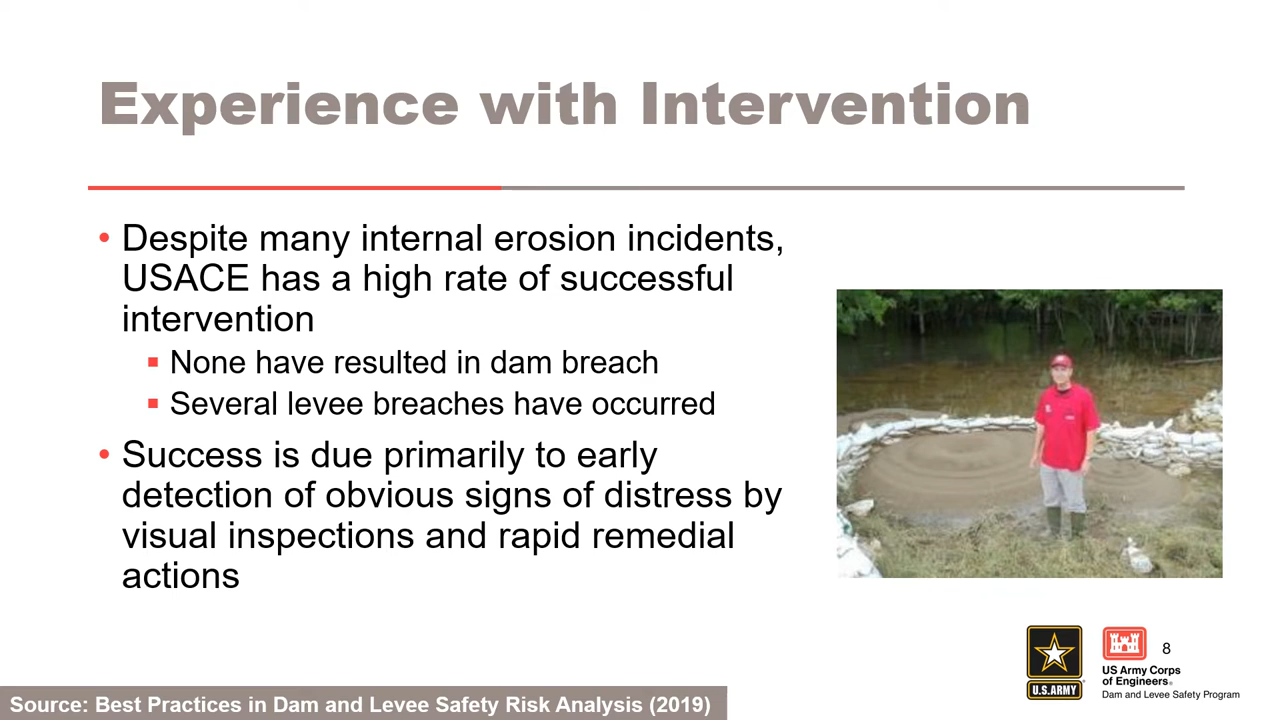 Experience with Intervention
• Despite many internal erosion incidents,
USACE has a high rate of successful
intervention
▪ None have resulted in dam breach
▪ Several levee breaches have occurred
• Success is due primarily to early
detection of obvious signs of distress by
visual inspections and rapid remedial
actions
8
U.S.ARMY
US Army Corps
of Engineers®
Dam and Levee Safety Program
Source: Best Practices in Dam and Levee Safety Risk Analysis (2019)